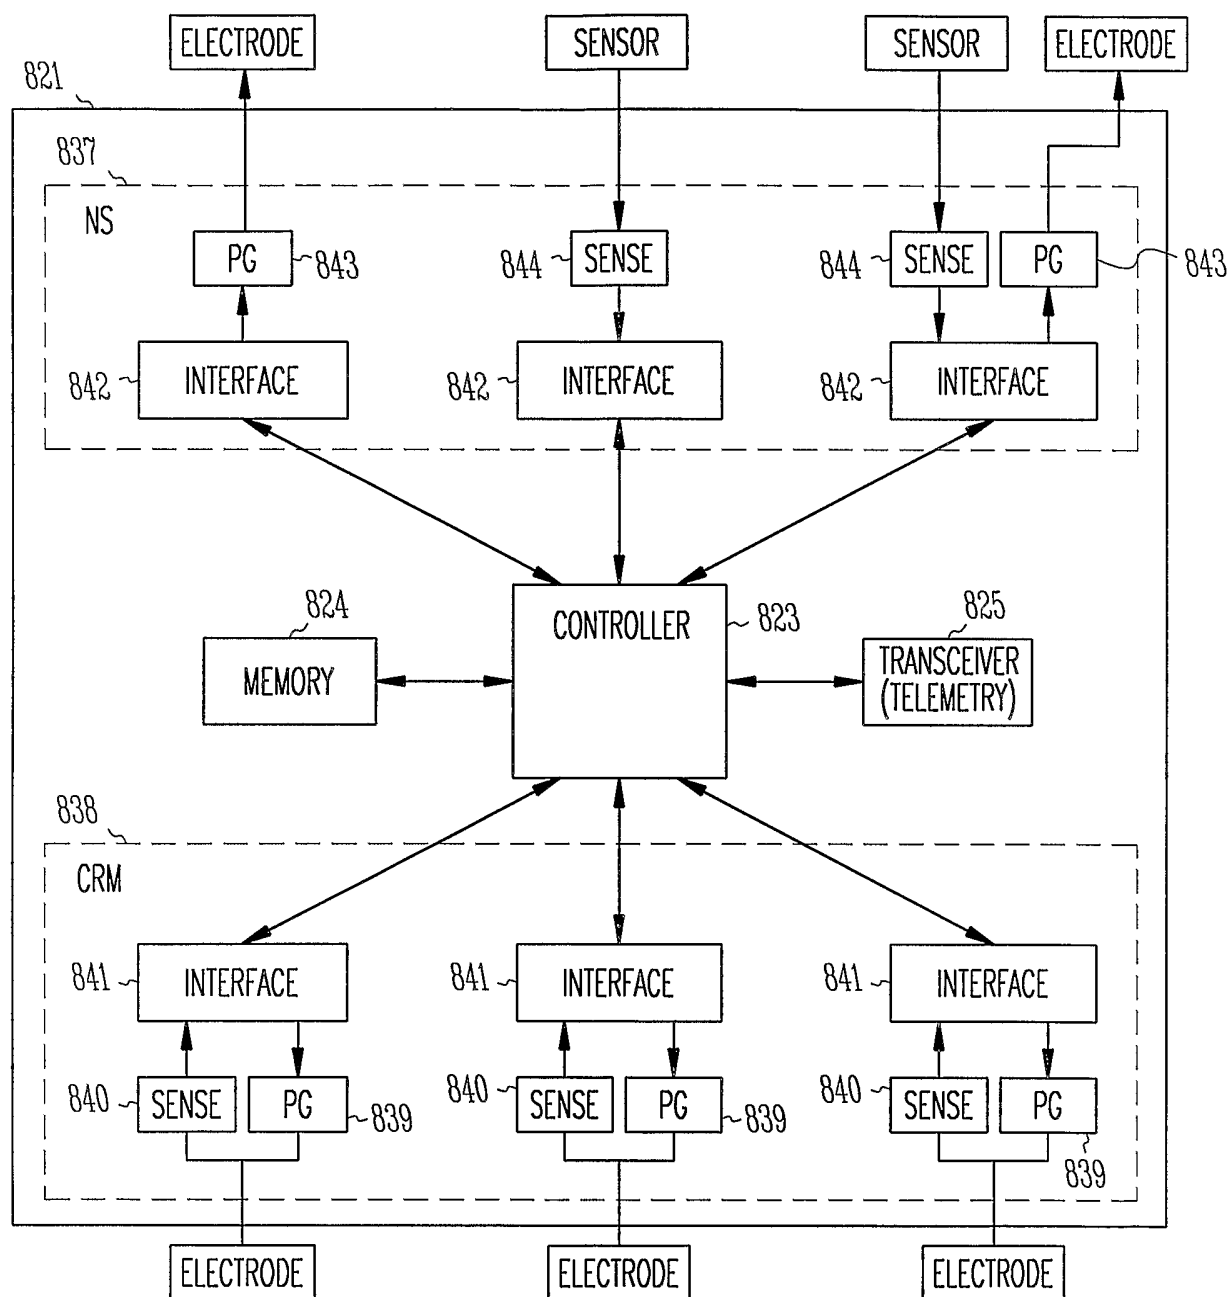 ELECTRODE
SENSOR
SENSOR
ELECTRODE
821
837
NS
PG
843
844
SENSE
844
SENSE
PG
843
842
INTERFACE
842
INTERFACE
842
INTERFACE
824
MEMORY
CONTROLLER
823
825
TRANSCEIVER
(TELEMETRY)
838
CRM
841
INTERFACE
841
INTERFACE
841
INTERFACE
840
SENSE
PG
839
840
SENSE
PG
839
840
SENSE
PG
839
ELECTRODE
ELECTRODE
ELECTRODE